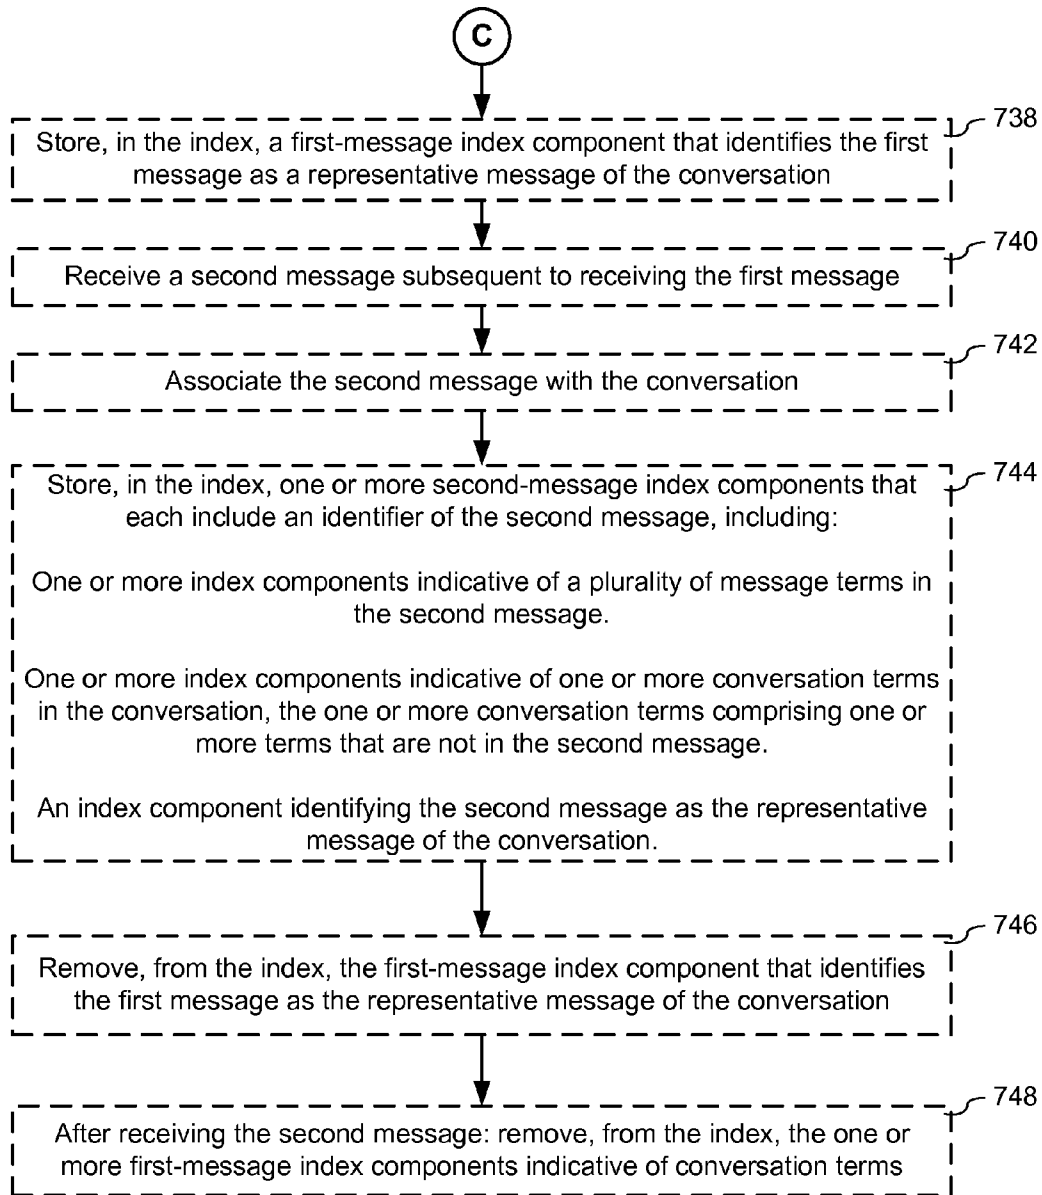 C
738
Store, in the index, a first-message index component that identifies the first
message as a representative message of the conversation
740
Receive a second message subsequent to receiving the first message
742
Associate the second message with the conversation
744
Store, in the index, one or more second-message index components that
each include an identifier of the second message, including:
One or more index components indicative of a plurality of message terms in
the second message.
One or more index components indicative of one or more conversation terms
in the conversation, the one or more conversation terms comprising one or
more terms that are not in the second message.
An index component identifying the second message as the representative
message of the conversation.
746
Remove, from the index, the first-message index component that identifies
the first message as the representative message of the conversation
748
After receiving the second message: remove, from the index, the one or
more first-message index components indicative of conversation terms